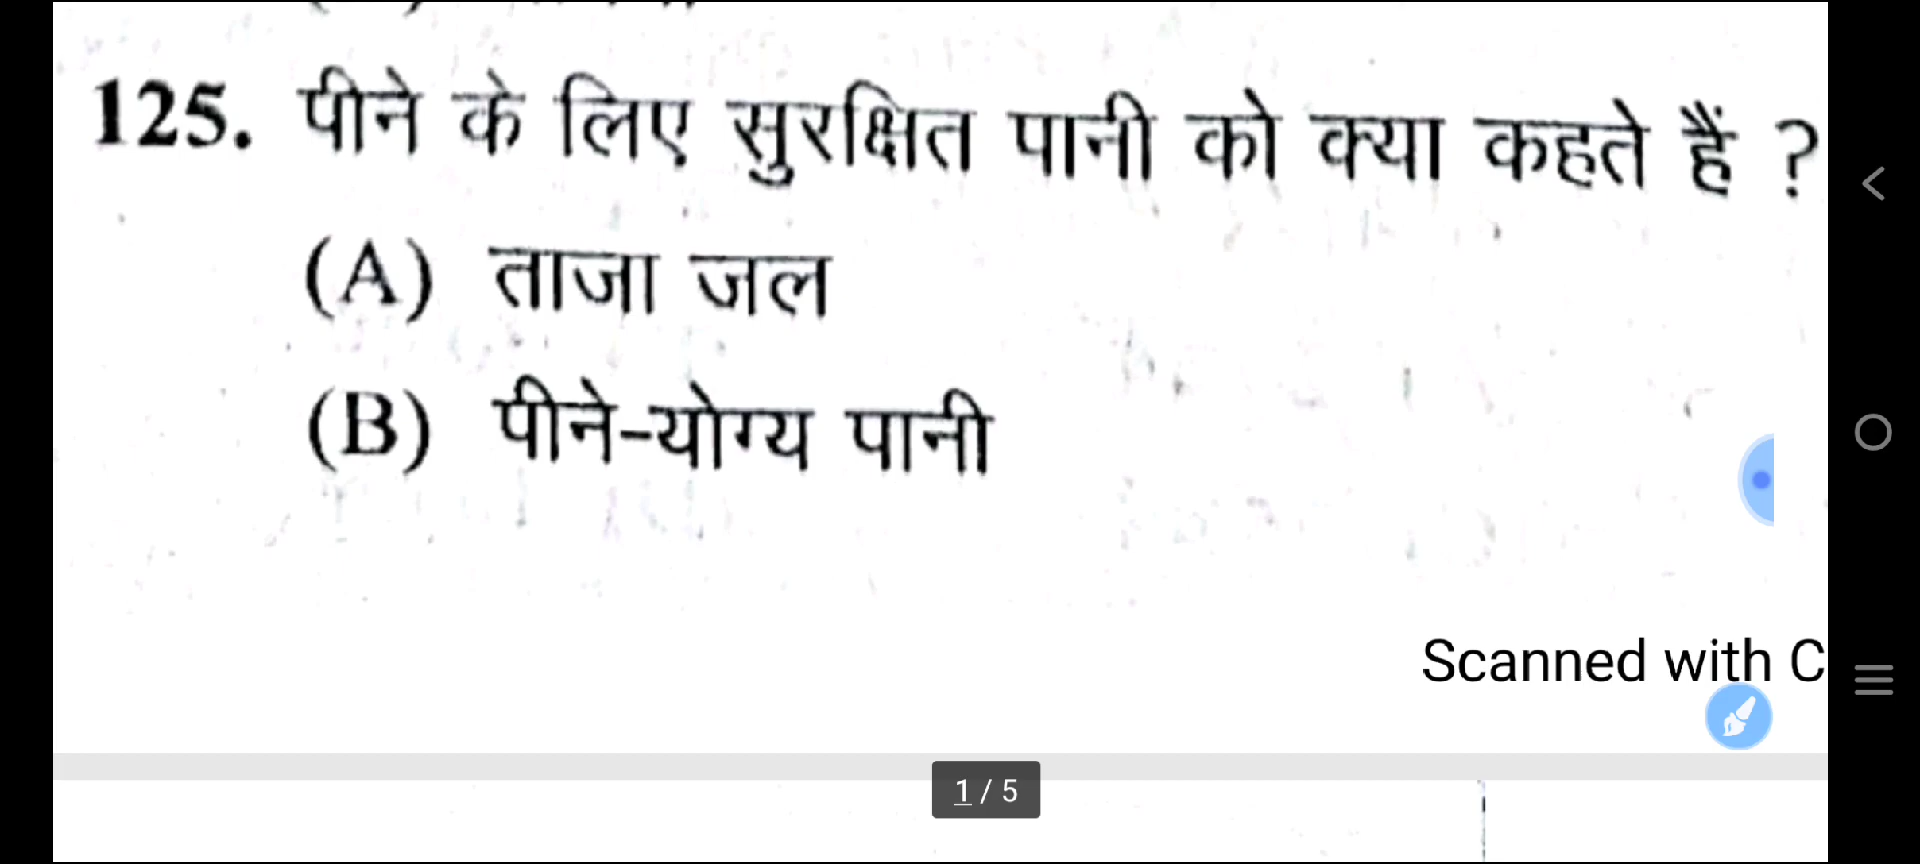 125. पीने के लिए सुरक्षित पानी को क्या कहते हैं ?
(A) ताजा जल
(B) पीने-योग्य पानी
Scanned with C
1 / 5